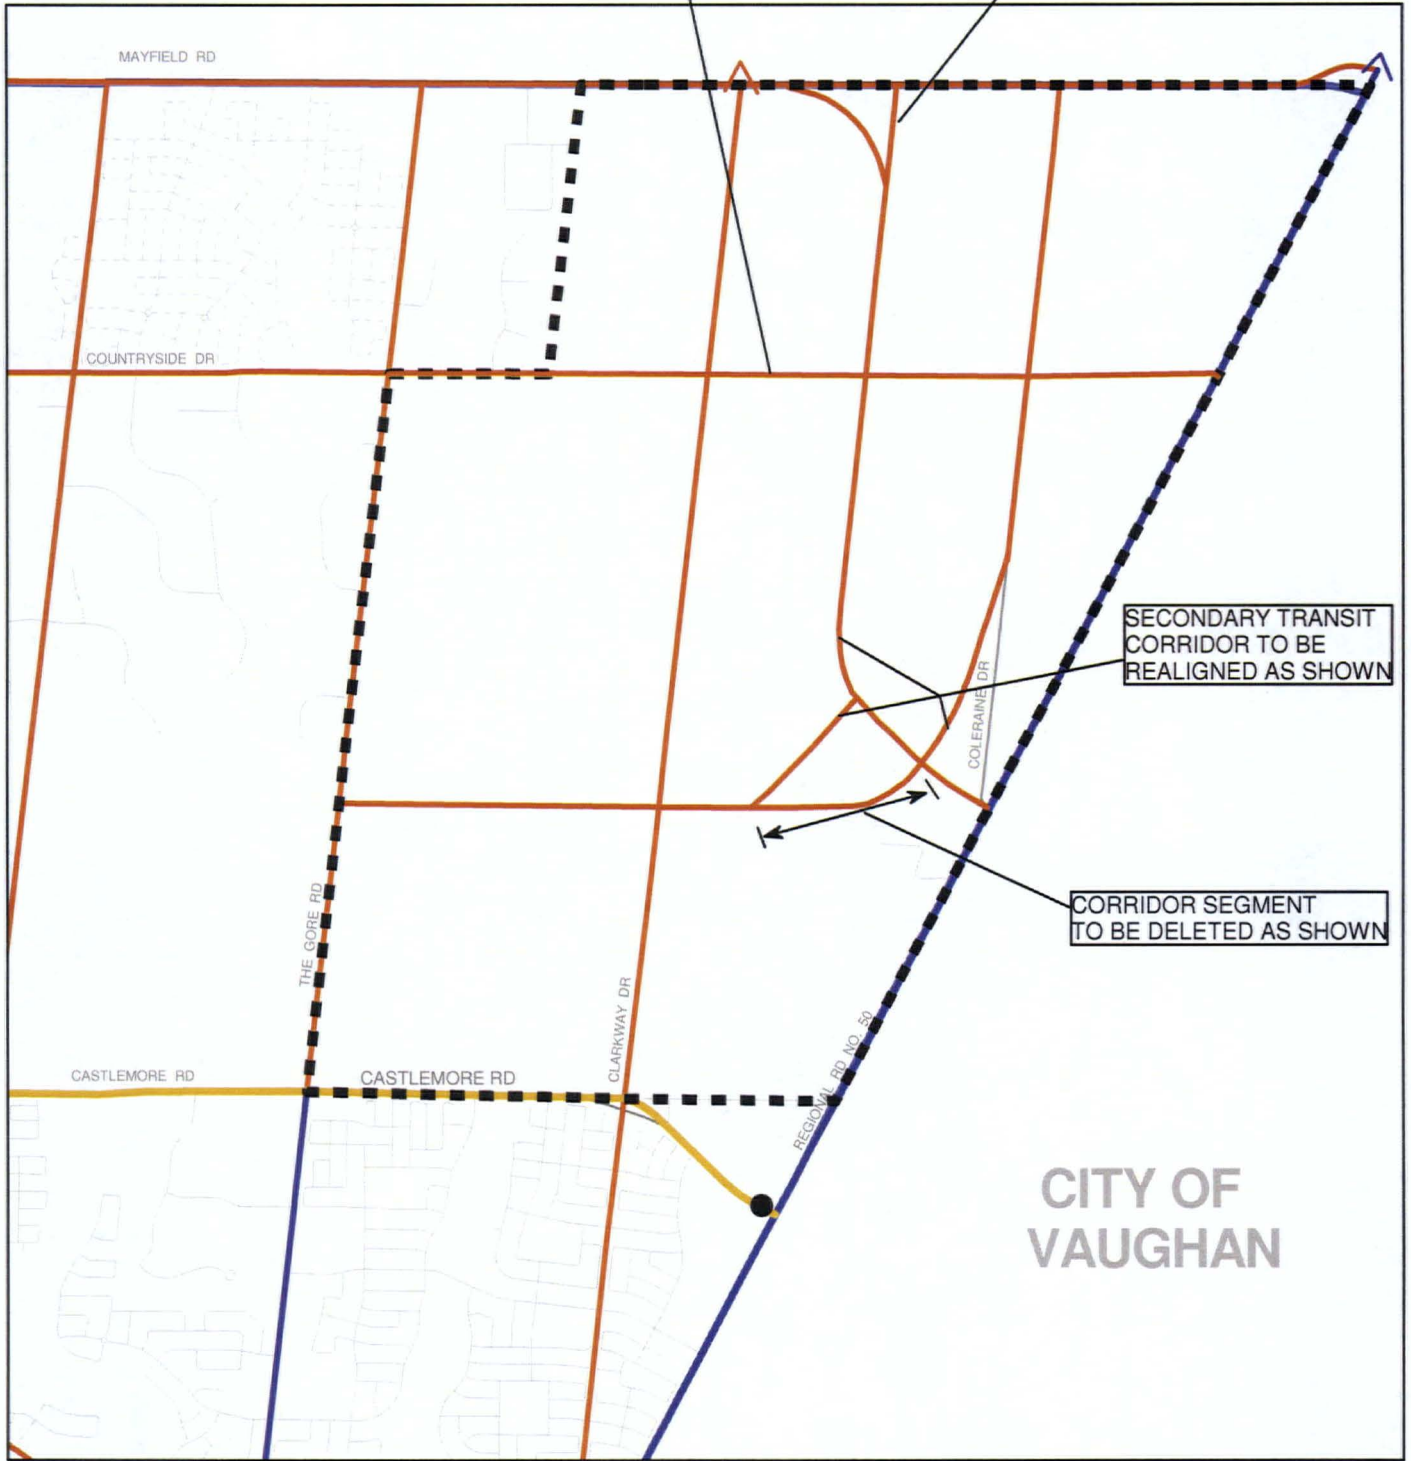 MAYFIELD RD
COUNTRYSIDE DR
SECONDARY TRANSIT
CORRIDOR TO BE
REALIGNED AS SHOWN
COLERAINE DR
THE GORE RD
CORRIDOR SEGMENT
TO BE DELETED AS SHOWN
CLARKWAY DR
REGIONAL RD NO. 50
CASTLEMORE RD
CASTLEMORE RD
CITY OF
VAUGHAN